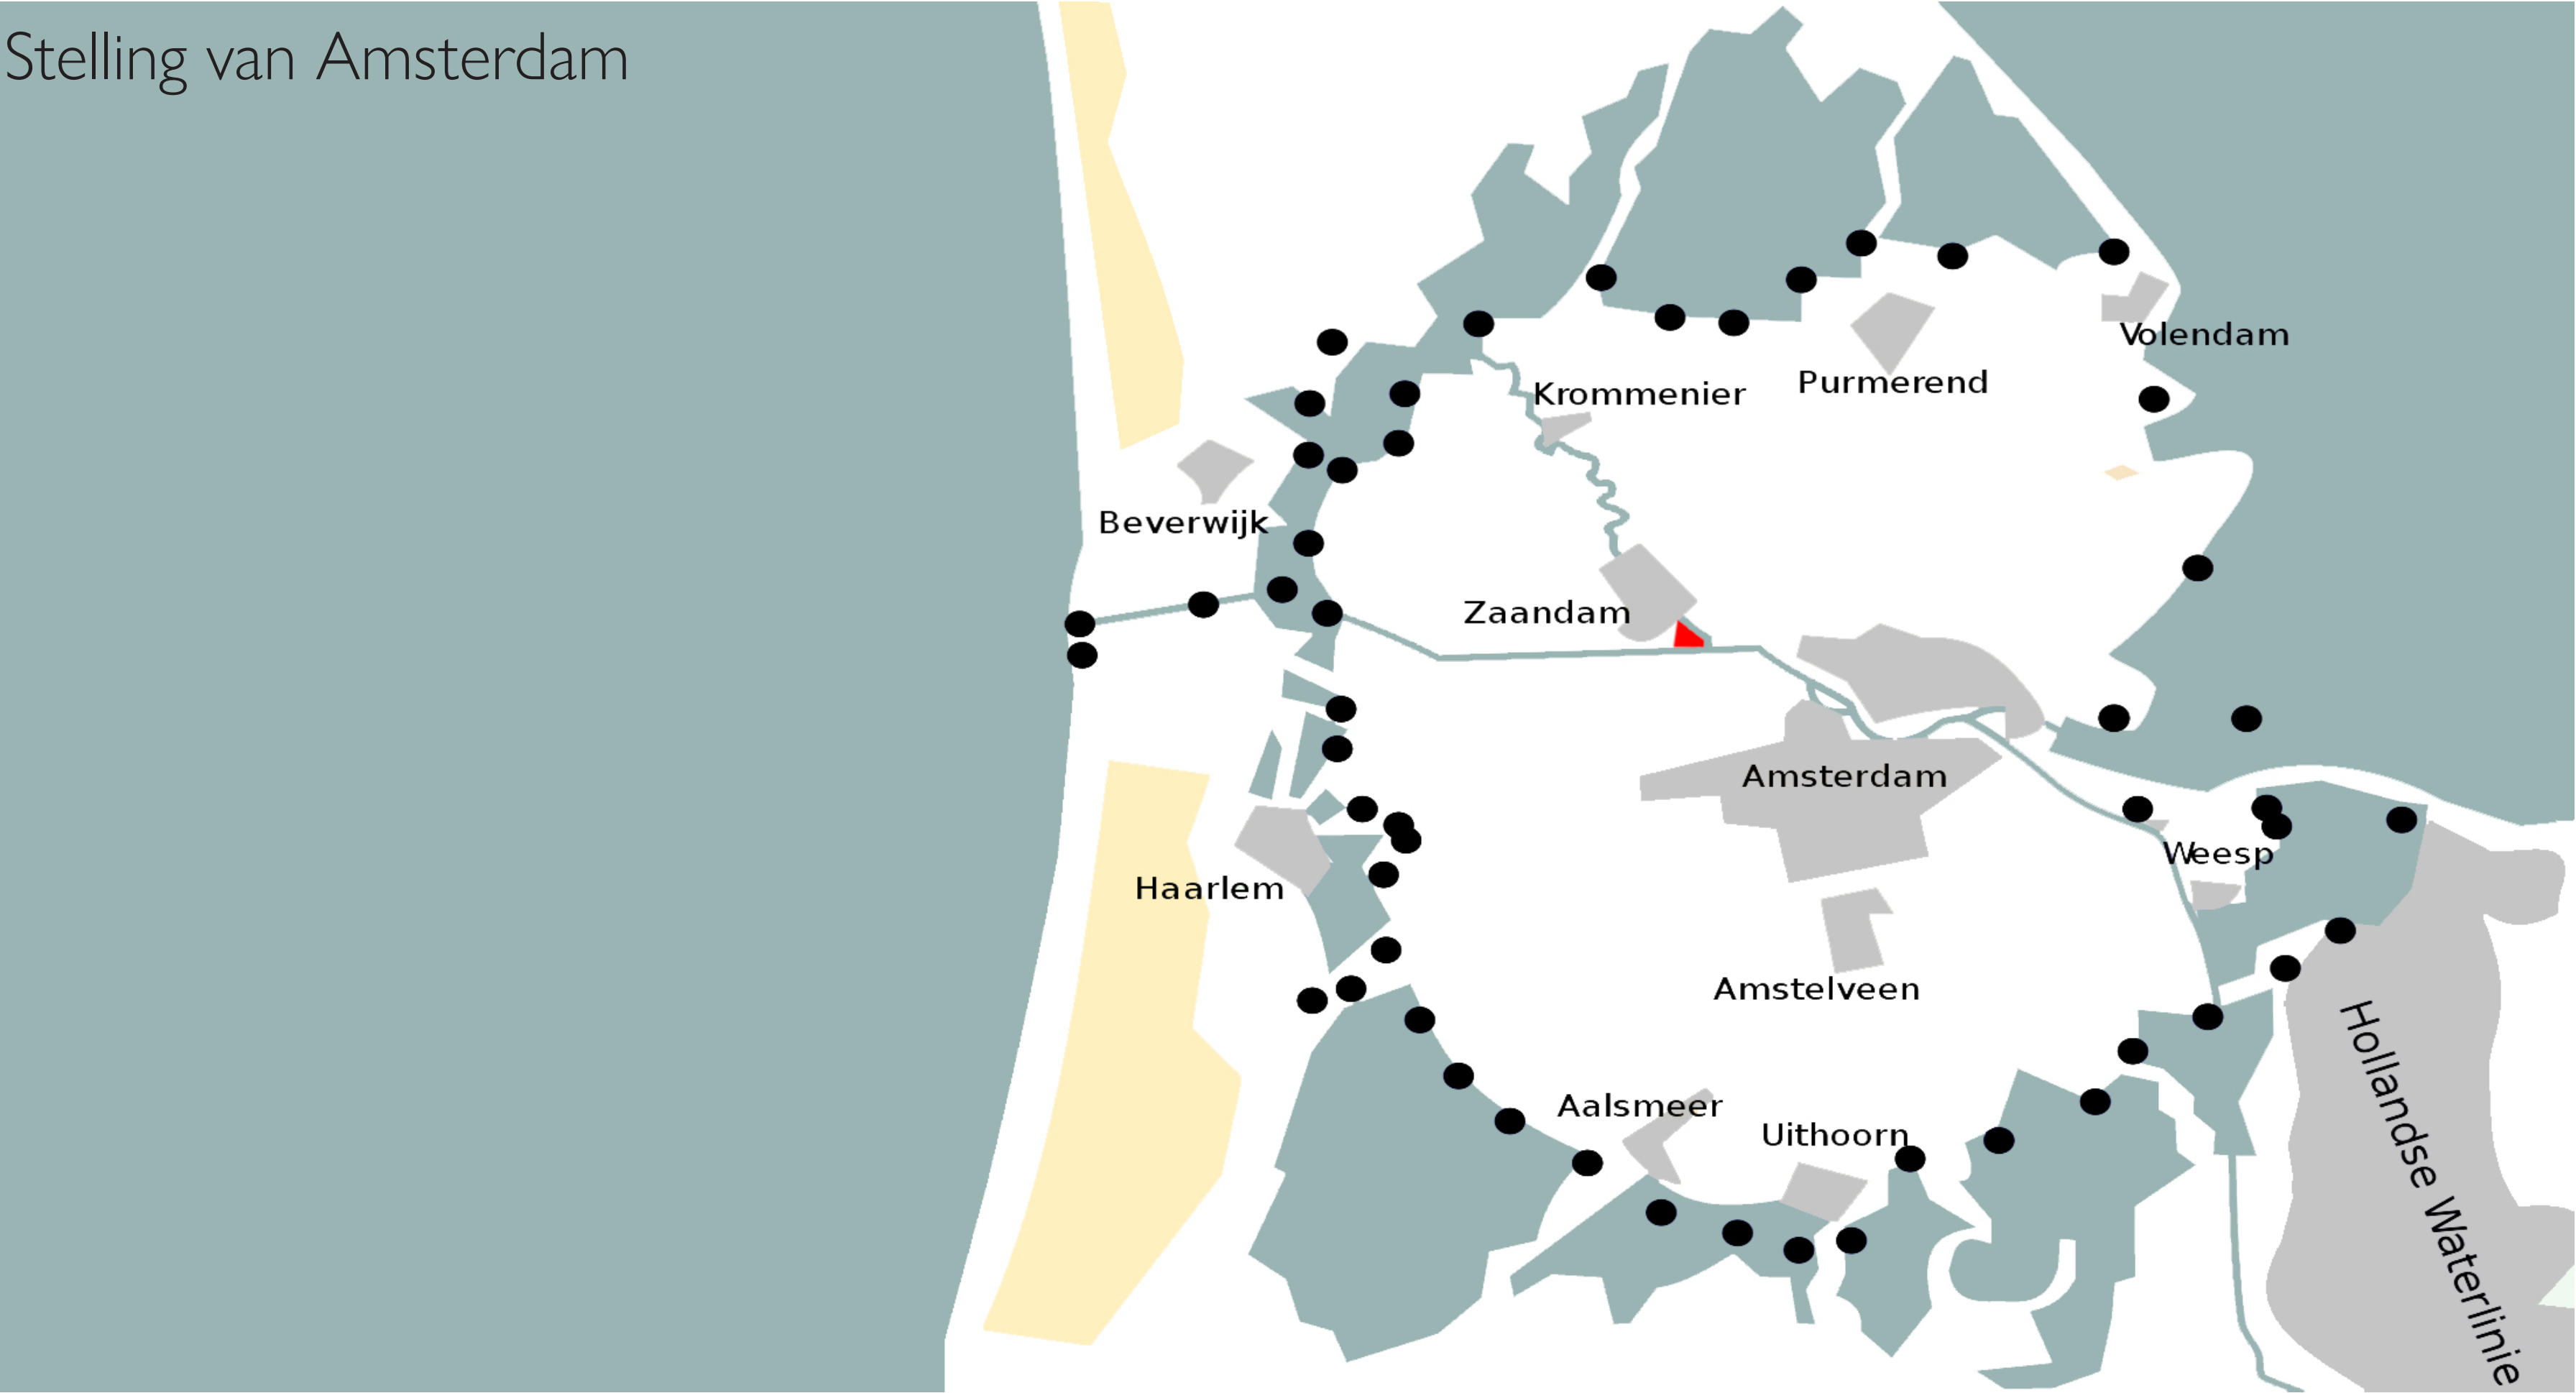 Stelling van Amsterdam
Volendam
Purmerend
Krommenier
Beverwijk
Zaandam
Amsterdam
Weesp
Haarlem
Amstelveen
Aalsmeer
Uithoorn
Hollandse Waterlinie